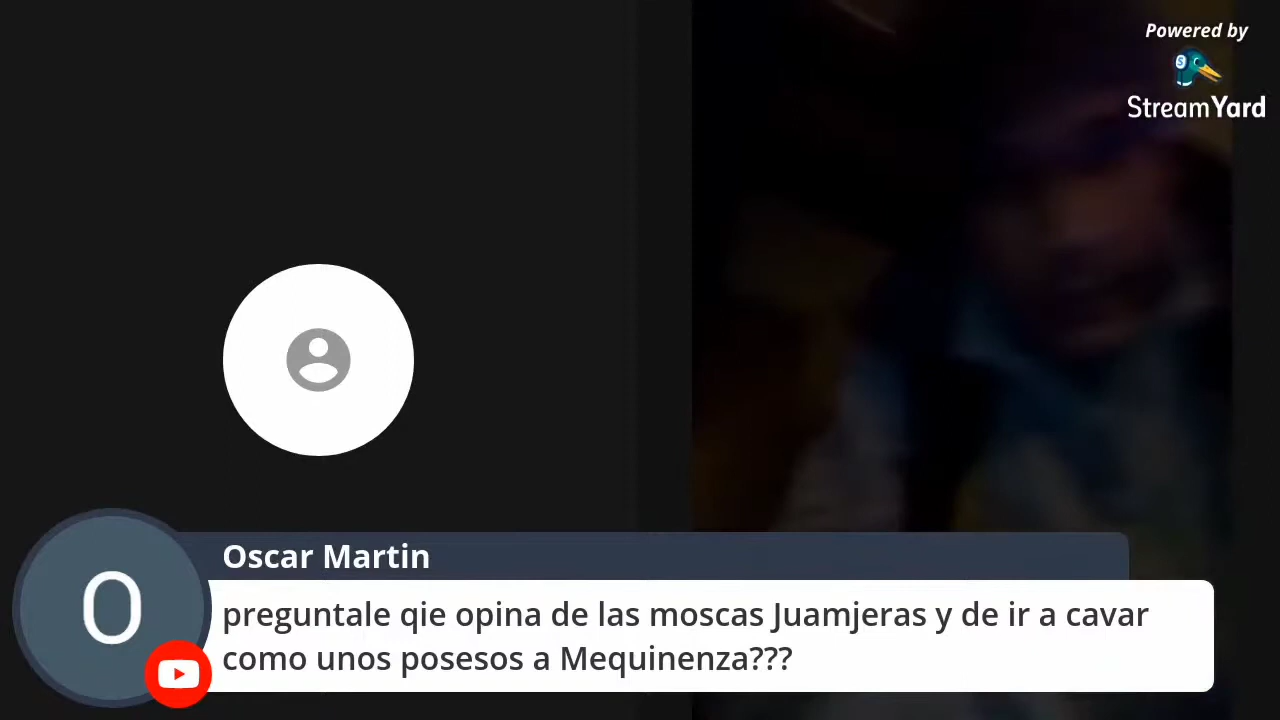 Powered by
S
StreamYard
Oscar Martin
O
preguntale qie opina de las moscas Juamjeras y de ir a cavar
como unos posesos a Mequinenza???